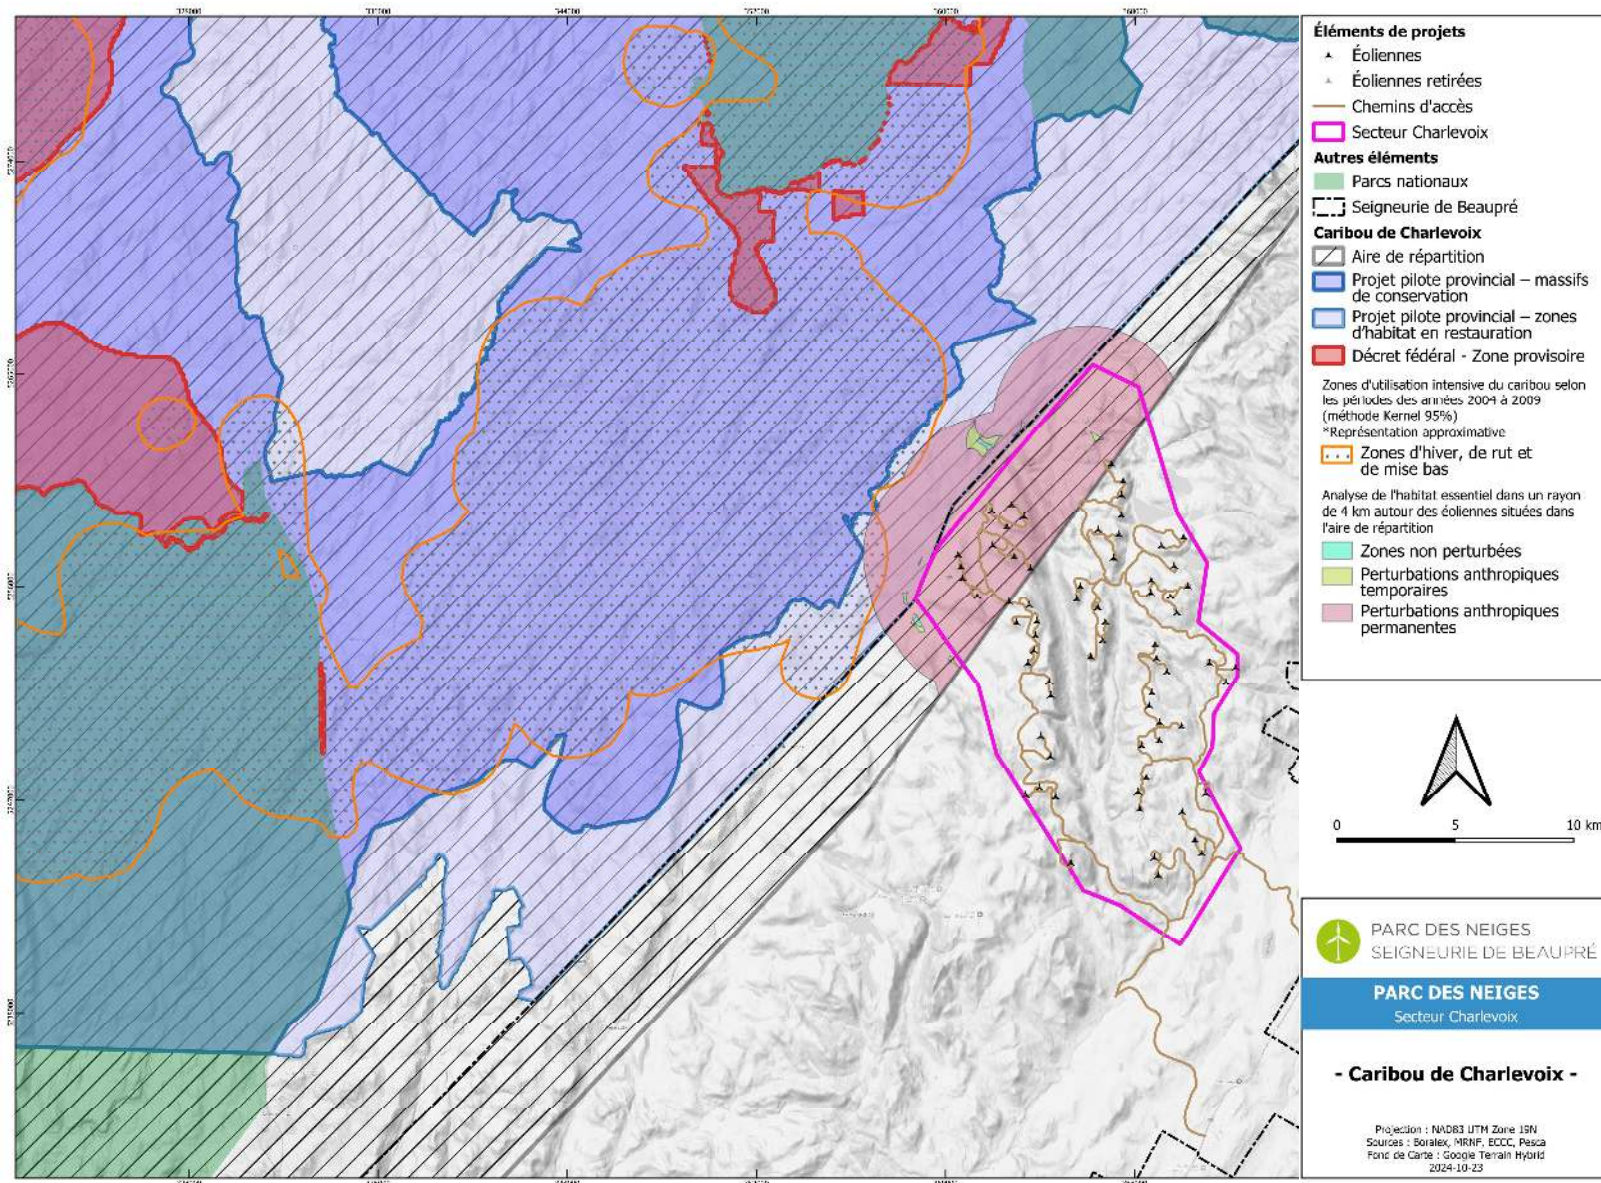 Éléments de projets
Éoliennes
Éoliennes retirées
Chemins d'accès
Secteur Charlevoix
Autres éléments
Parcs nationaux
Seigneurie de Beaupré
Caribou de Charlevoix
Aire de répartition
Projet pilote provincial – massifs
de conservation
Projet pilote provincial – zones
d'habitat en restauration
Décret fédéral - Zone provisoire
Zones d'utilisation intensive du caribou selon
les périodes des années 2004 à 2009
(méthode Kernel 95%)
*Représentation approximative
Zones d'hiver, de rut et
de mise bas
Analyse de l'habitat essentiel dans un rayon
de 4 km autour des éoliennes situées dans
l'aire de répartition
Zones non perturbées
Perturbations anthropiques
temporaires
Perturbations anthropiques
permanentes
0 5 10 km
PARC DES NEIGES
SEIGNEURIE DE BEAUPRÉ
PARC DES NEIGES
Secteur Charlevoix
- Caribou de Charlevoix -
Projection : NAD83 UTM Zone 19N
Sources : Boralex, MRNF, ECCC, Pesca
Fond de Carte : Google Terrain Hybrid
2024-10-23